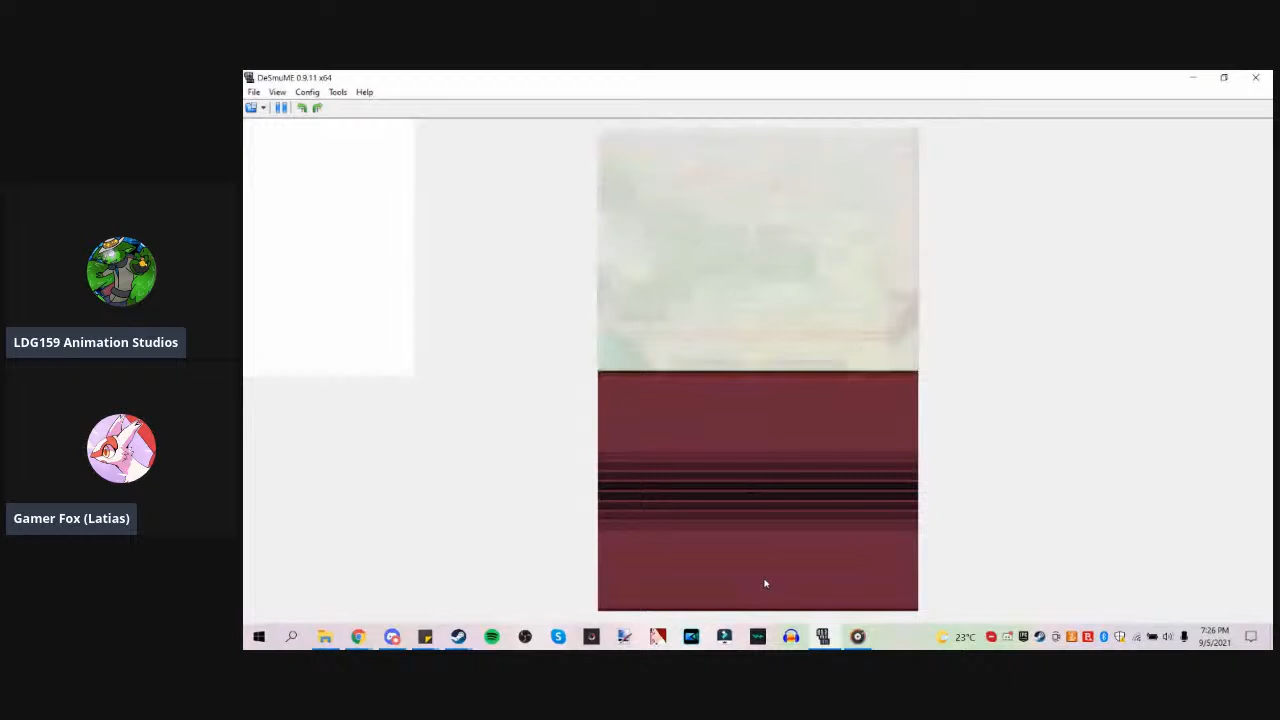 DeSmuME 0.9.11 x64
File View Config Tools Help
LDG159 Animation Studios
Gamer Fox (Latias)
23°C
7:26 PM
9/5/2021